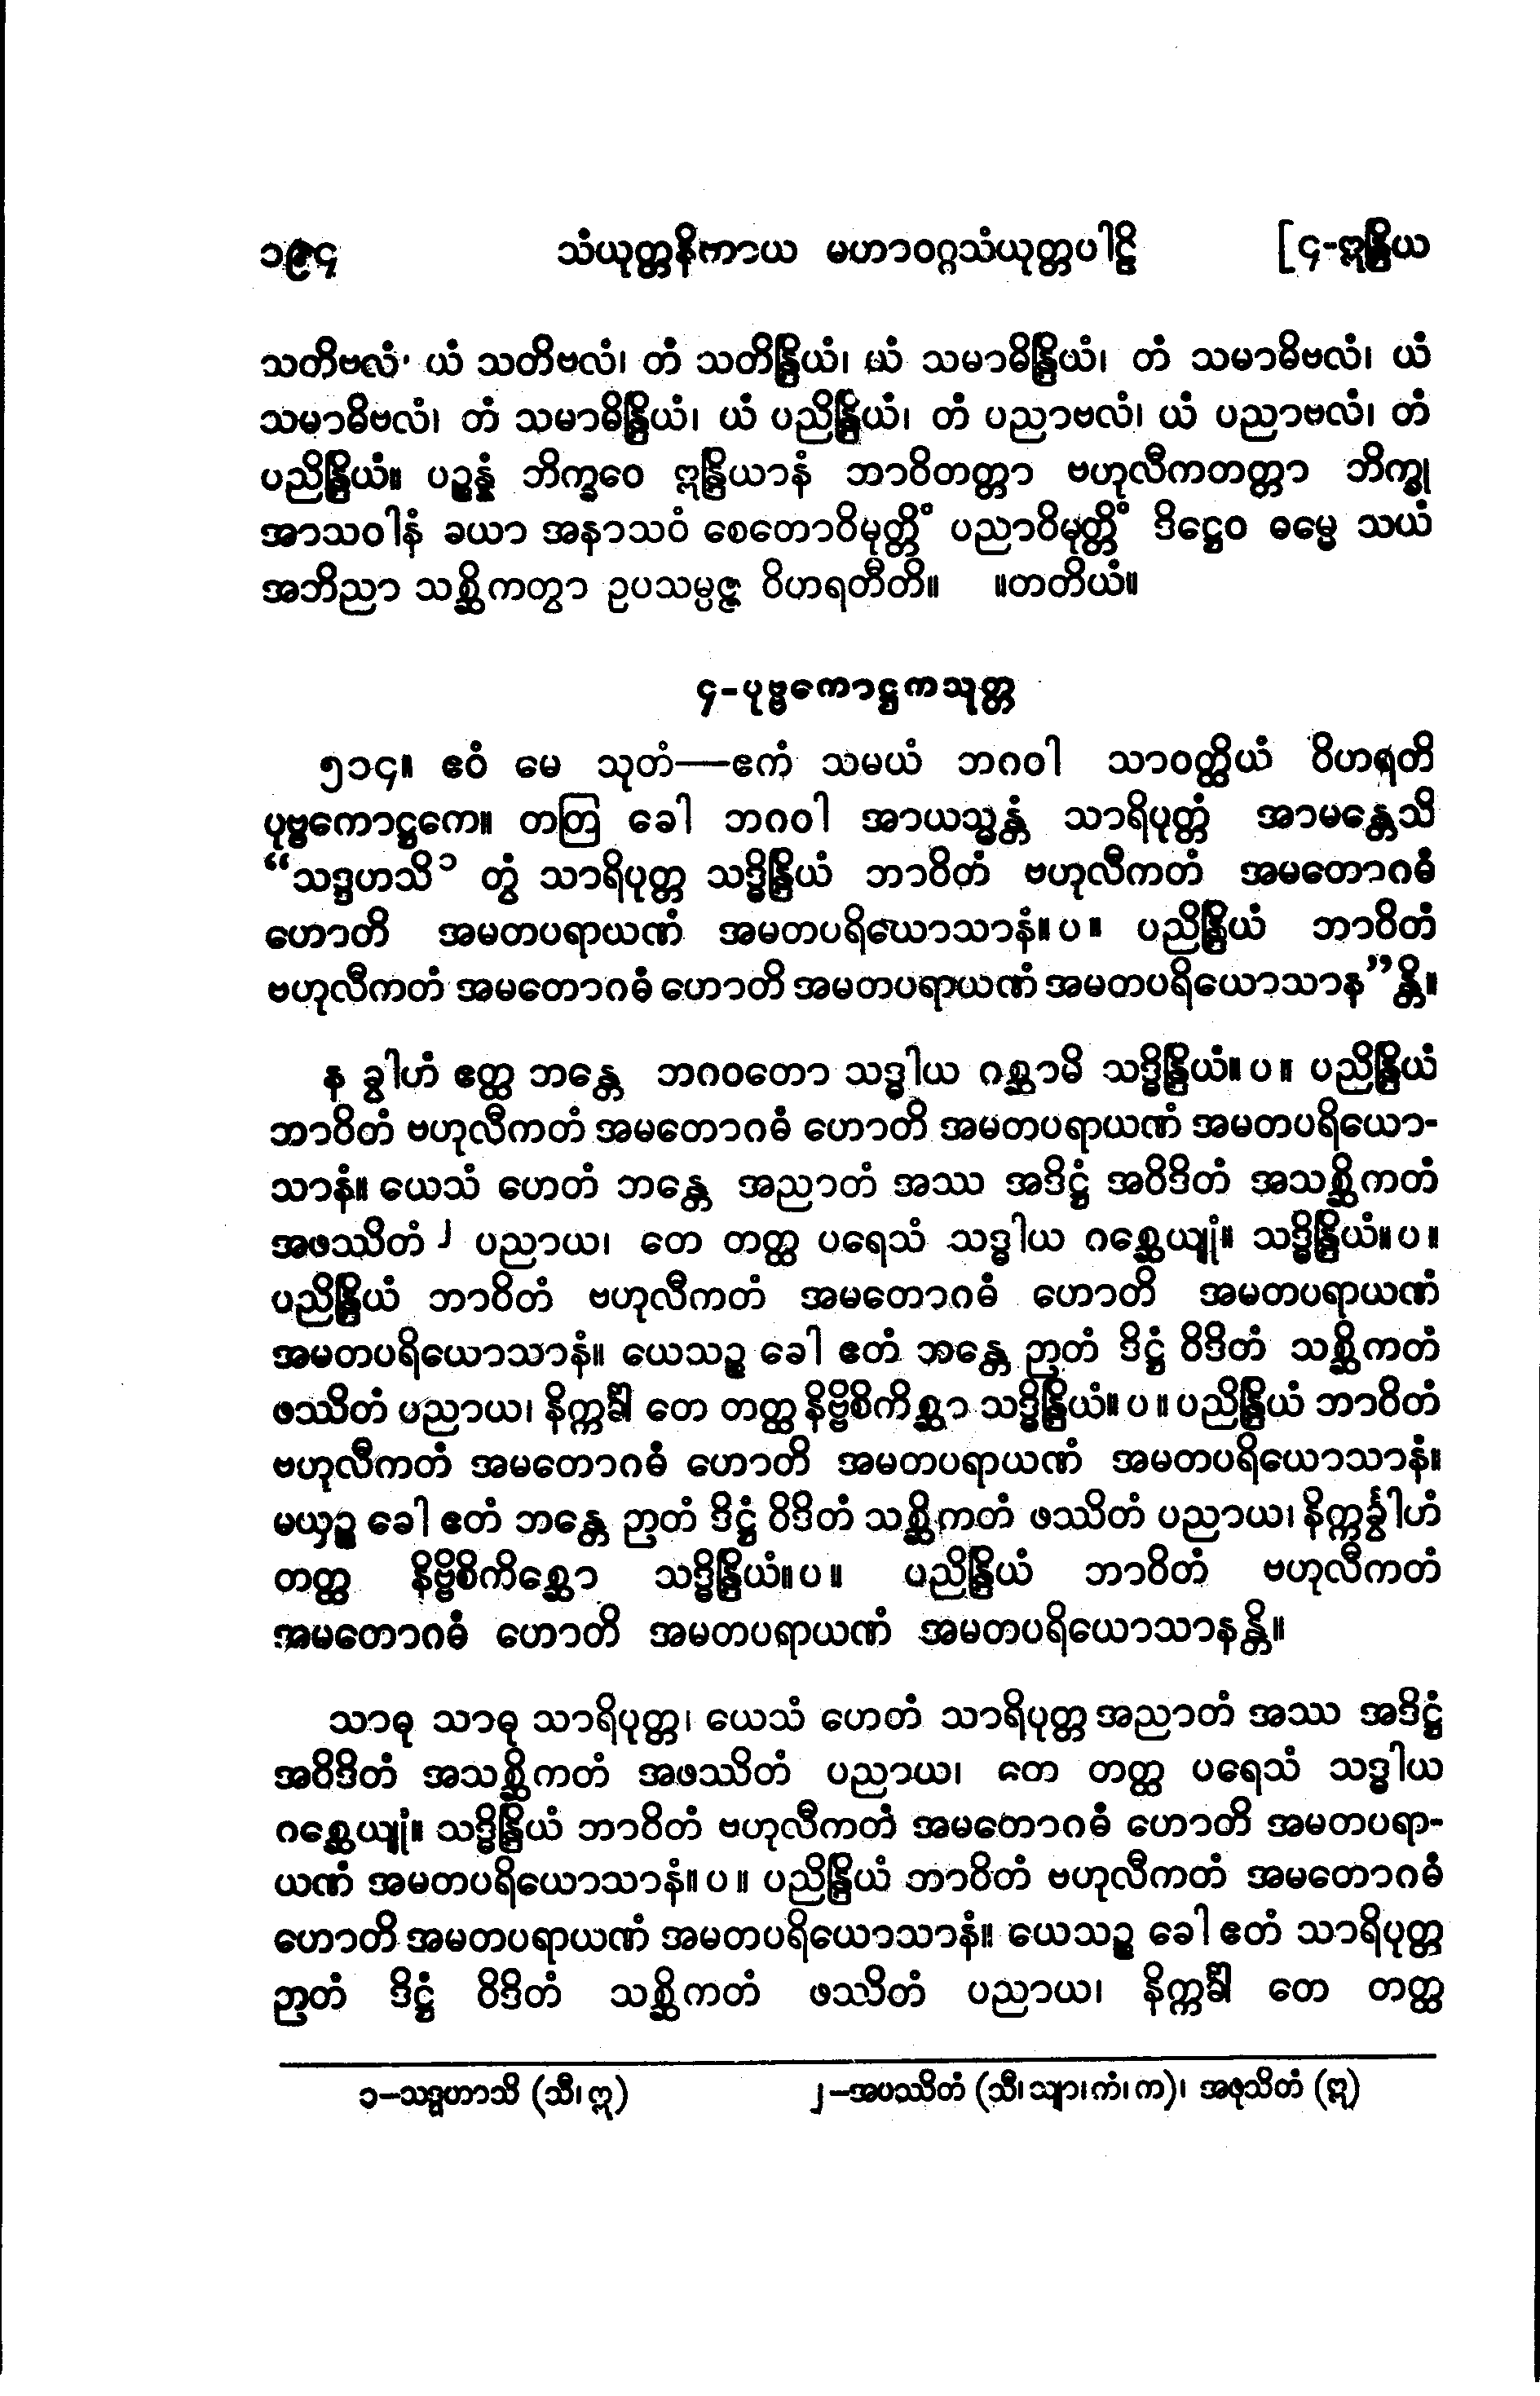 ၁၉၄ သံယုတ္တနိကာယ မဟာဝဂ္ဂသံယုတ္တပါဠိ [၄-ဣန္ဒြိယ
သတိဗလံ၊ ယံ သတိဗလံ၊ တံ သတိန္ဒြိယံ၊ ယံ သမာဓိန္ဒြိယံ၊ တံ သမာဓိဗလံ၊ ယံ
သမာဓိဗလံ၊ တံ သမာဓိန္ဒြိယံ၊ ယံ ပညိန္ဒြိယံ၊ တံ ပညာဗလံ၊ ယံ ပညာဗလံ၊ တံ
ပညိန္ဒြိယံ။ ပဉ္စန္နံ ဘိက္ခဝေ ဣန္ဒြိယာနံ ဘာဝိတတ္တာ ဗဟုလီကတတ္တာ ဘိက္ခု
အာသဝါနံ ခယာ အနာသဝံ စေတောဝိမုတ္တိံ ပညာဝိမုတ္တိံ ဒိဋ္ဌေဝ ဓမ္မေ သယံ
အဘိညာ သစ္ဆိကတွာ ဥပသမ္ပဇ္ဇ ဝိဟရတီတိ။ ။တတိယံ။
၄-ပုဗ္ဗကောဋ္ဌကသုတ္တ
၅၁၄။ ဧဝံ မေ သုတံ—ဧကံ သမယံ ဘဂဝါ သာဝတ္ထိယံ ဝိဟရတိ
ပုဗ္ဗကောဋ္ဌကေ။ တတြ ခေါ ဘဂဝါ အာယသ္မန္တံ သာရိပုတ္တံ အာမန္တေသိ
“သဒ္ဒဟသိ၁ တွံ သာရိပုတ္တ သဒ္ဓိန္ဒြိယံ ဘာဝိတံ ဗဟုလီကတံ အမတောဂဓံ
ဟောတိ အမတပရာယဏံ အမတပရိယောသာနံ။ပ။ ပညိန္ဒြိယံ ဘာဝိတံ
ဗဟုလီကတံ အမတောဂဓံ ဟောတိ အမတပရာယဏံ အမတပရိယောသာန”န္တိ။
န ခွါဟံ ဧတ္ထ ဘန္တေ ဘဂဝတော သဒ္ဓါယ ဂစ္ဆာမိ သဒ္ဓိန္ဒြိယံ။ပ။ ပညိန္ဒြိယံ
ဘာဝိတံ ဗဟုလီကတံ အမတောဂဓံ ဟောတိ အမတပရာယဏံ အမတပရိယော-
သာနံ။ ယေသံ ဟေတံ ဘန္တေ အညာတံ အဿ အဒိဋ္ဌံ အဝိဒိတံ အသစ္ဆိကတံ
အဖဿိတံ၂ ပညာယ၊ တေ တတ္ထ ပရေသံ သဒ္ဓါယ ဂစ္ဆေယျုံ။ သဒ္ဓိန္ဒြိယံ။ပ။
ပညိန္ဒြိယံ ဘာဝိတံ ဗဟုလီကတံ အမတောဂဓံ ဟောတိ အမတပရာယဏံ
အမတပရိယောသာနံ။ ယေသဉ္စ ခေါ ဧတံ ဘန္တေ ဉာတံ ဒိဋ္ဌံ ဝိဒိတံ သစ္ဆိကတံ
ဖဿိတံ ပညာယ၊ နိက္ကင်္ခါ တေ တတ္ထ နိဗ္ဗိစိကိစ္ဆာ သဒ္ဓိန္ဒြိယံ။ပ။ ပညိန္ဒြိယံ ဘာဝိတံ
ဗဟုလီကတံ အမတောဂဓံ ဟောတိ အမတပရာယဏံ အမတပရိယောသာနံ။
မယှဉ္စ ခေါ ဧတံ ဘန္တေ ဉာတံ ဒိဋ္ဌံ ဝိဒိတံ သစ္ဆိကတံ ဖဿိတံ ပညာယ၊ နိက္ကင်္ခွါဟံ
တတ္ထ နိဗ္ဗိစိကိစ္ဆော သဒ္ဓိန္ဒြိယံ။ပ။ ပညိန္ဒြိယံ ဘာဝိတံ ဗဟုလီကတံ
အမတောဂဓံ ဟောတိ အမတပရာယဏံ အမတပရိယောသာနန္တိ။
သာဓု သာဓု သာရိပုတ္တ၊ ယေသံ ဟေတံ သာရိပုတ္တ အညာတံ အဿ အဒိဋ္ဌံ
အဝိဒိတံ အသစ္ဆိကတံ အဖဿိတံ ပညာယ၊ တေ တတ္ထ ပရေသံ သဒ္ဓါယ
ဂစ္ဆေယျုံ။ သဒ္ဓိန္ဒြိယံ ဘာဝိတံ ဗဟုလီကတံ အမတောဂဓံ ဟောတိ အမတပရာ-
ယဏံ အမတပရိယောသာနံ။ပ။ ပညိန္ဒြိယံ ဘာဝိတံ ဗဟုလီကတံ အမတောဂဓံ
ဟောတိ အမတပရာယဏံ အမတပရိယောသာနံ။ ယေသဉ္စ ခေါ ဧတံ သာရိပုတ္တ
ဉာတံ ဒိဋ္ဌံ ဝိဒိတံ သစ္ဆိကတံ ဖဿိတံ ပညာယ၊ နိက္ကင်္ခါ တေ တတ္ထ
၁-သဒ္ဒဟာသိ (သီ၊ ဣ) ၂-အပဿိတံ (သီ၊သျာ၊ကံ၊က)၊ အဖုသိတံ (ဣ)